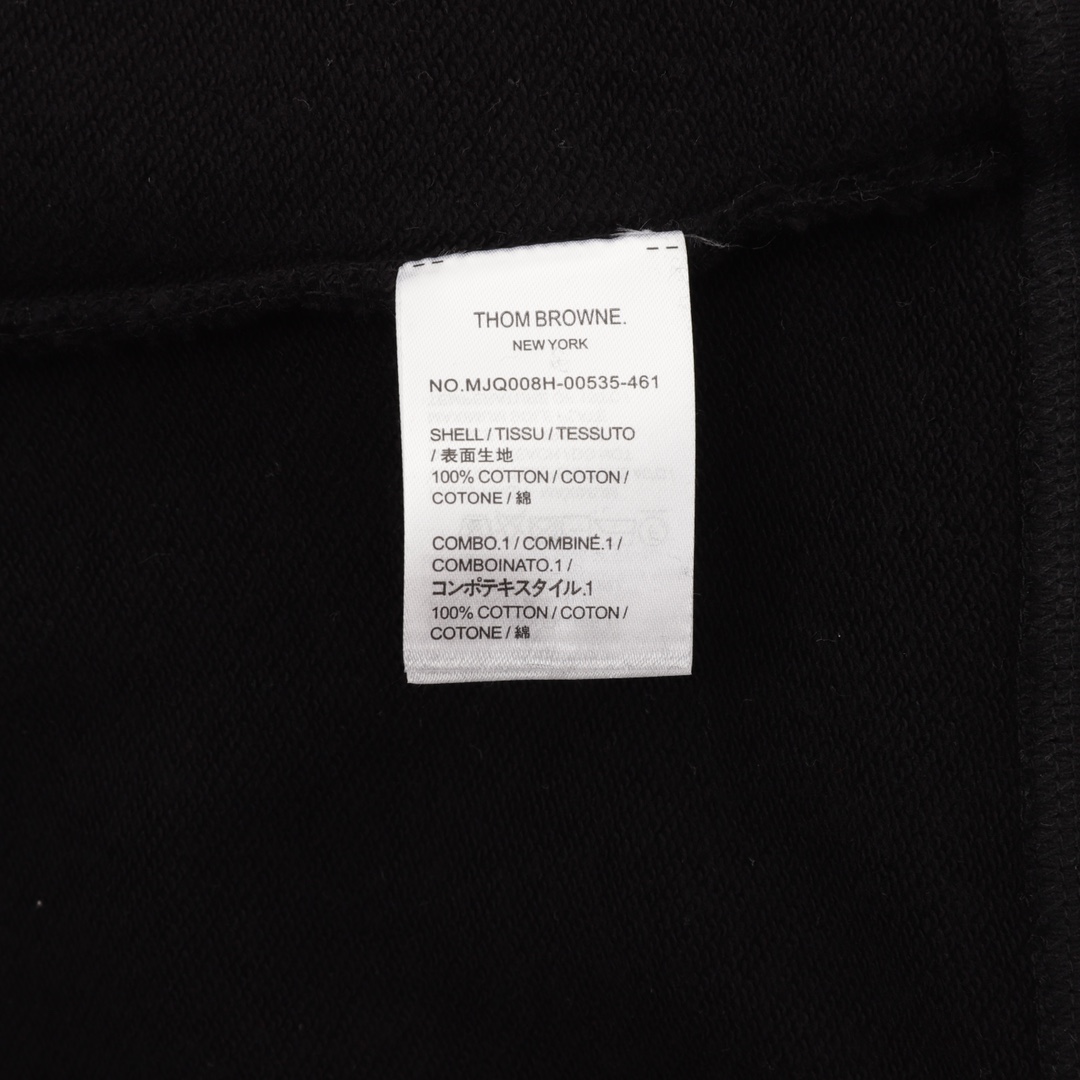 THOM BROWNE.
NEW YORK
NO.MJQ008H-00535-461
SHELL / TISSU / TESSUTO
/ 表面生地
100% COTTON / COTON /
COTONE / 綿
COMBO.1 / COMBINÉ.1 /
COMBOINATO.1 /
コンポテキスタイル.1
100% COTTON / COTON /
COTONE / 綿